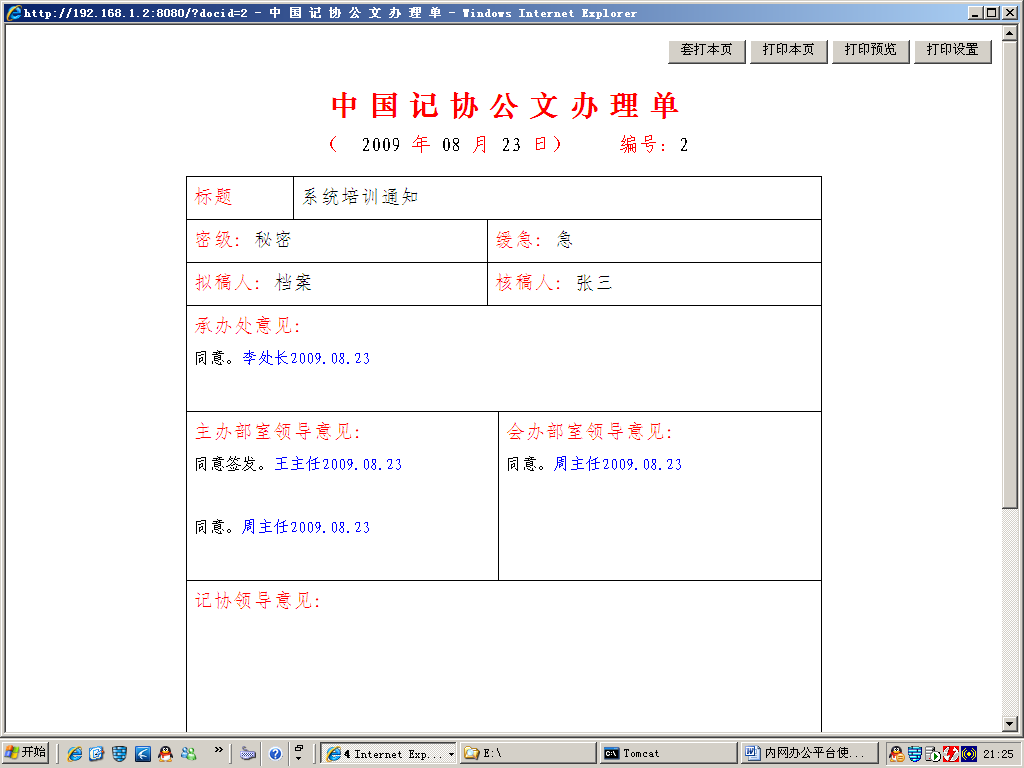 http://192.168.1.2:8080/?docid=2 - 中 国 记 协 公 文 办 理 单 - Windows Internet Explorer
套打本页 打印本页 打印预览 打印设置
中国记协公文办理单
( 2009 年 08 月 23 日) 编号: 2
标题 系统培训通知
密级: 秘密 缓急: 急
拟稿人: 档案 核稿人: 张三
承办处意见:
同意。李处长2009.08.23
主办部室领导意见: 会办部室领导意见:
同意签发。王主任2009.08.23 同意。周主任2009.08.23
同意。周主任2009.08.23
记协领导意见:
开始 » 4 Internet Exp... E:\ Tomcat 内网办公平台使... 21:25